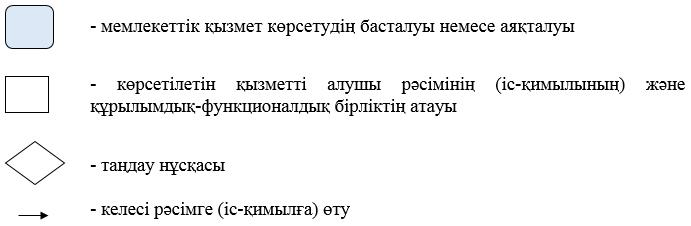 - мемлекеттік қызмет көрсетудің басталуы немесе аяқталуы
- көрсетілетін қызметті алушы рәсімінің (іс-қимылының) және
құрылымдық-функционалдық бірліктің атауы
- таңдау нұсқасы
- келесі рәсімге (іс-қимылға) өту